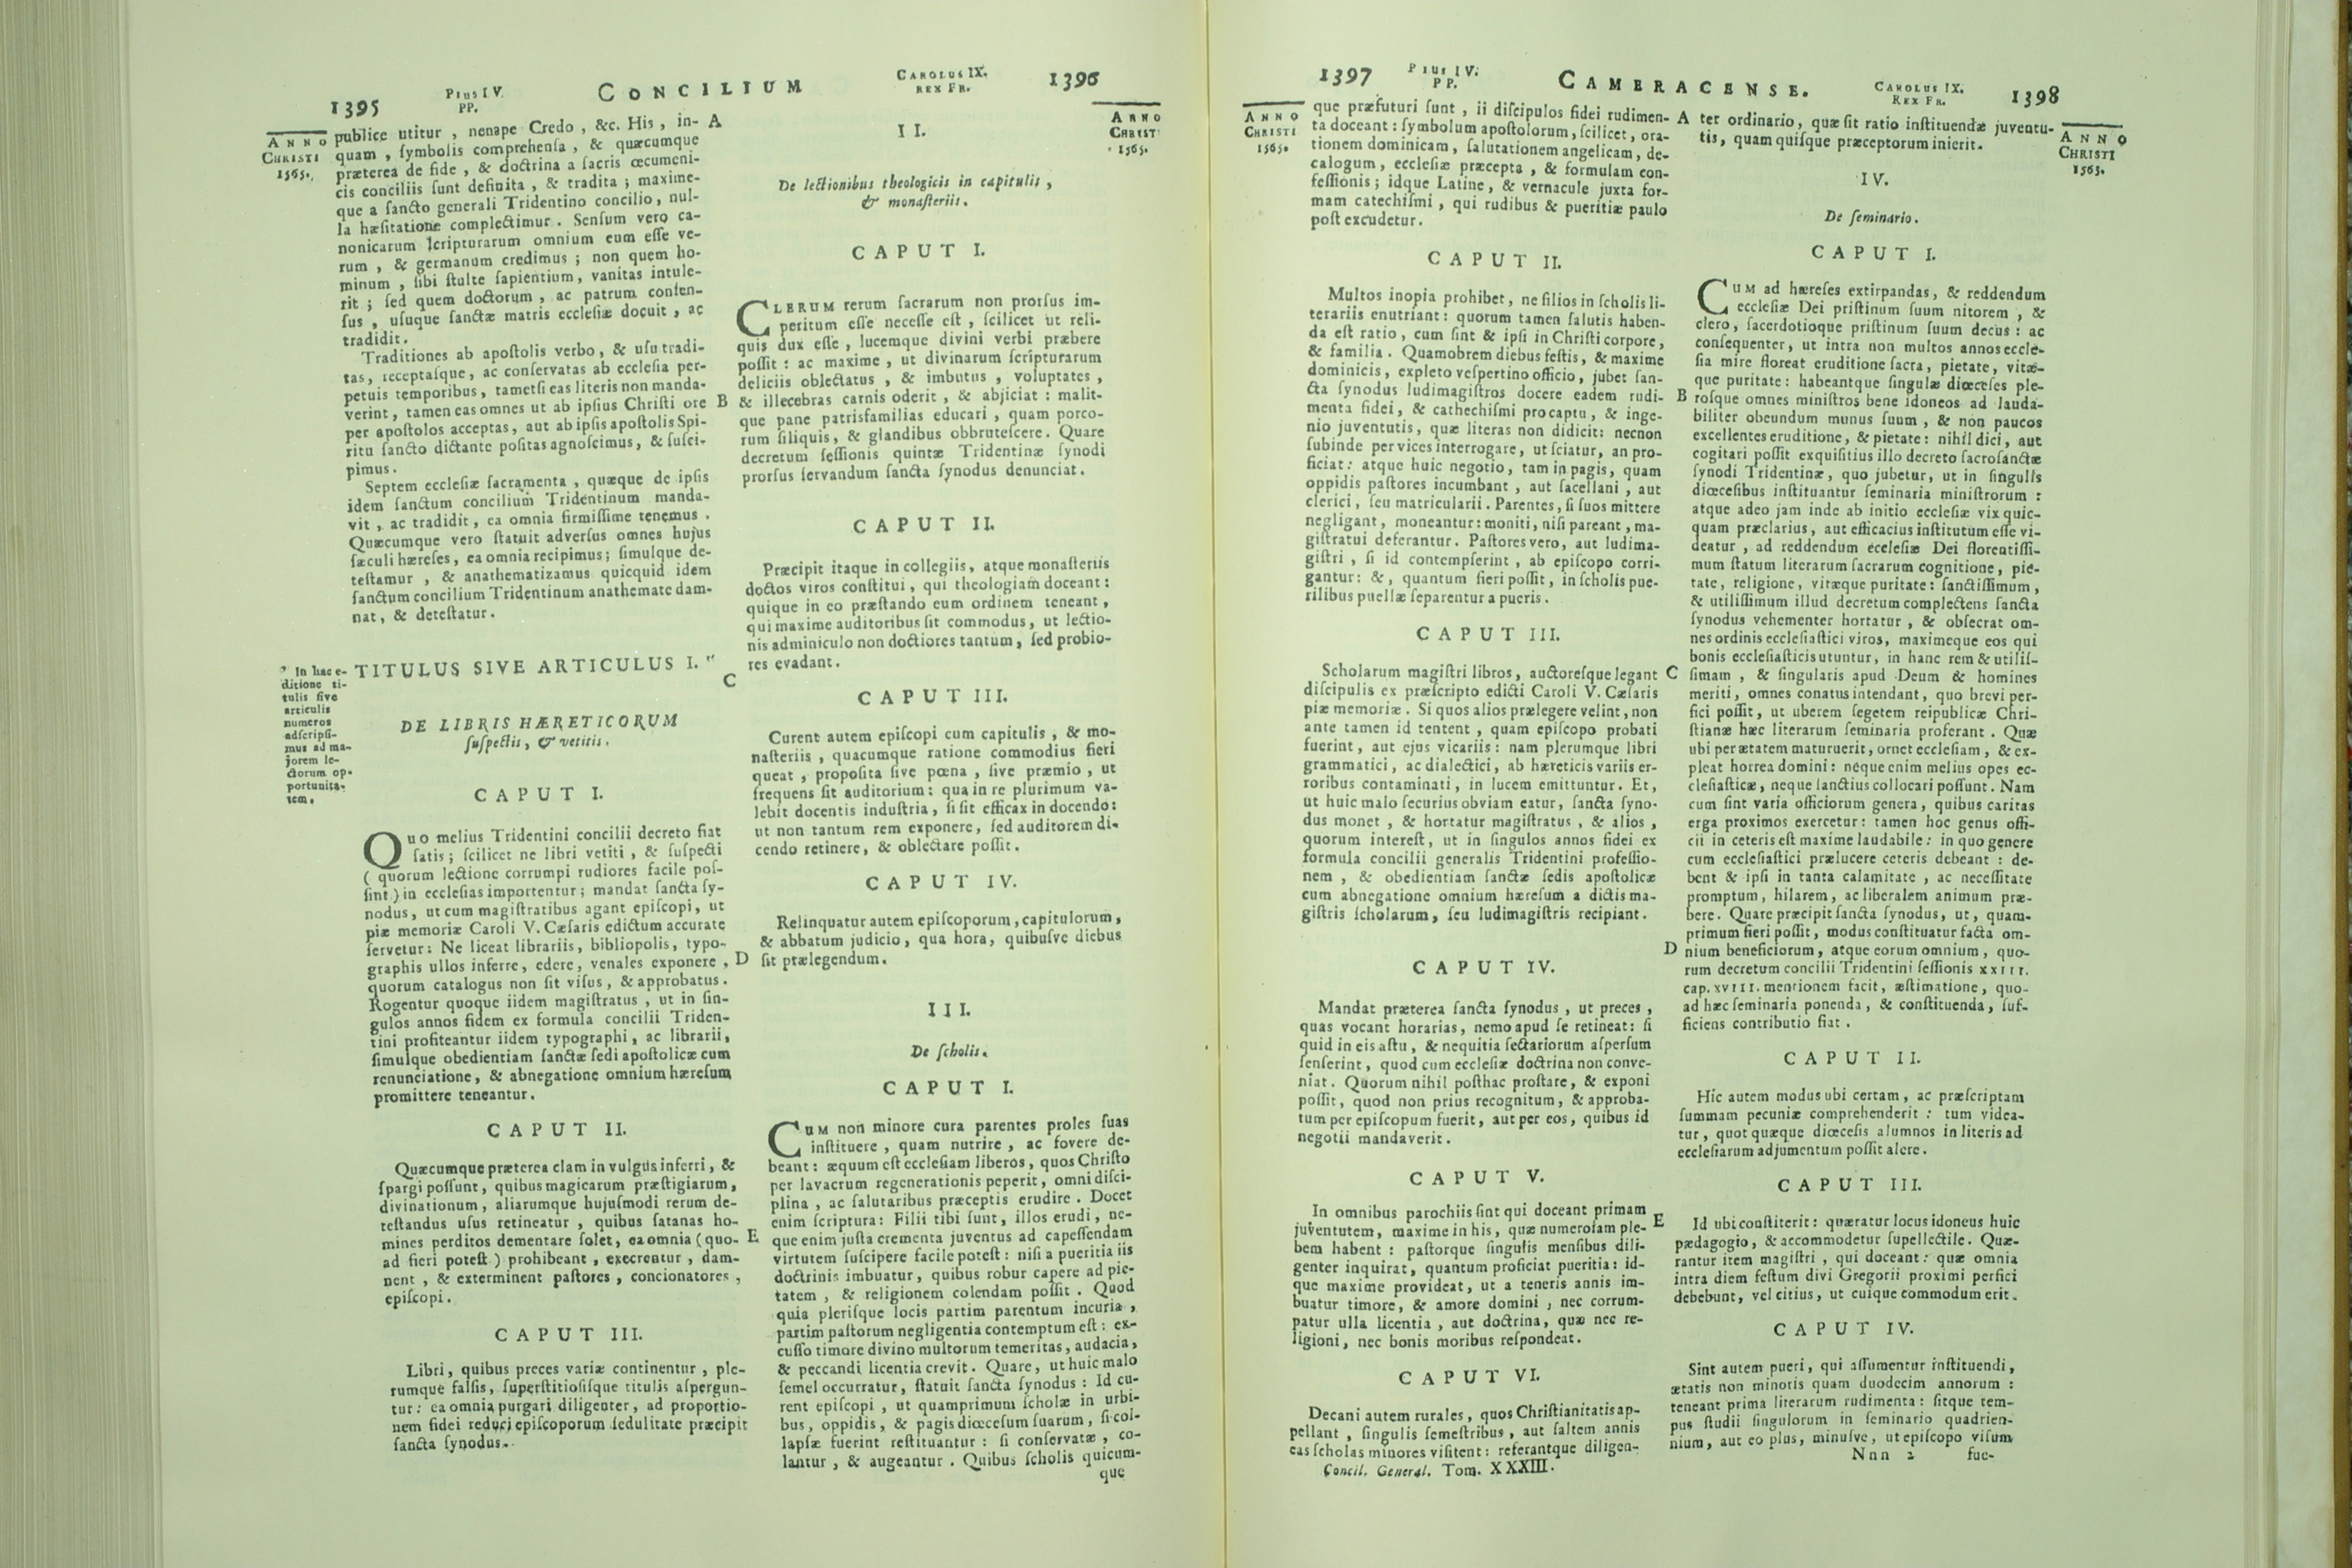 1395
PIUS IV.
PP.
CONCILIUM
CAROLUS IX.
REX FR.
1396
ANNO
CHRISTI
1565.
publice utitur, nenape Credo, &c. His, in- A
quam, ſymbolis comprehenſa, & quæcumque
præterea de fide, & doctrina a ſacris œcumeni-
cis conciliis ſunt definita, & tradita; maxime-
que a ſancto generali Tridentino concilio, nul-
la hæſitatione complectimur. Senſum vero ca-
nonicarum ſcripturarum omnium eum eſſe ve-
rum, & germanum credimus; non quem ho-
minum, ſibi ſtulte ſapientium, vanitas intule-
rit; ſed quem doctorum, ac patrum conſen-
ſus, uſuque ſanctæ matris eccleſiæ docuit, ac
tradidit.
Traditiones ab apoſtolis verbo, & uſu tradi-
tas, receptaſque, ac conſervatas ab eccleſia per-
petuis temporibus, tametſi eas literis non manda-
verint, tamen eas omnes ut ab ipſius Chriſti ore B
per apoſtolos acceptas, aut ab ipſis apoſtolis Spi-
ritu ſancto dictante poſitas agnoſcimus, & ſuſci-
pimus.
Septem eccleſiæ ſacramenta, quæque de ipſis
idem ſanctum concilium Tridentinum manda-
vit, ac tradidit, ea omnia firmiſſime tenemus.
Quæcumque vero ſtatuit adverſus omnes hujus
ſæculi hæreſes, ea omnia recipimus; ſimulque de-
teſtamur, & anathematizamus quicquid idem
ſanctum concilium Tridentinum anathemate dam-
nat, & deteſtatur.
TITULUS SIVE ARTICULUS I. "
" In hac e-
ditione ti-
tulis ſive
articulis
numeros
adſcripſi-
mus ad ma-
jorem le-
ctorum op-
portunita-
tem.
C
DE LIBRIS HÆRETICORUM
ſuſpectis, & vetitis.
CAPUT I.
QUO melius Tridentini concilii decreto fiat
ſatis; ſcilicet ne libri vetiti, & ſuſpecti
(quorum lectione corrumpi rudiores facile poſ-
ſint) in eccleſias importentur; mandat ſancta ſy-
nodus, ut cum magiſtratibus agant epiſcopi, ut
piæ memoriæ Caroli V. Cæſaris edictum accurate
ſervetur: Ne liceat librariis, bibliopolis, typo-
graphis ullos inferre, edere, venales exponere, D
quorum catalogus non ſit viſus, & approbatus.
Rogentur quoque iidem magiſtratus, ut in ſin-
gulos annos fidem ex formula concilii Triden-
tini profiteantur iidem typographi, ac librarii,
ſimulque obedientiam ſanctæ ſedi apoſtolicæ cum
renunciatione, & abnegatione omnium hæreſum
promittere teneantur.
CAPUT II.
Quæcumque præterea clam in vulgus inferri, &
ſpargi poſſunt, quibus magicarum præſtigiarum,
divinationum, aliarumque hujuſmodi rerum de-
teſtandus uſus retineatur, quibus ſatanas ho-
mines perditos dementare ſolet, ea omnia (quo- E
ad fieri poteſt) prohibeant, execrentur, dam-
nent, & exterminent paſtores, concionatores,
epiſcopi.
CAPUT III.
Libri, quibus preces variæ continentur, ple-
rumque falſis, ſuperſtitioſiſque titulis aſpergun-
tur: ea omnia purgari diligenter, ad proportio-
nem fidei reduci epiſcoporum ſedulitate præcipit
ſancta ſynodus.
ANNO
CHRIST
1565.
II.
De lectionibus theologicis in capitulis,
& monaſteriis.
CAPUT I.
CLERUM rerum ſacrarum non prorſus im-
peritum eſſe neceſſe eſt, ſcilicet ut reli-
quis dux eſſe, lucemque divini verbi præbere
poſſit: ac maxime, ut divinarum ſcripturarum
deliciis oblectatus, & imbutus, voluptates,
& illecebras carnis oderit, & abjiciat: malit-
que pane patrisfamilias educari, quam porco-
rum ſiliquis, & glandibus obbruteſcere. Quare
decretum ſeſſionis quintæ Tridentinæ ſynodi
prorſus ſervandum ſancta ſynodus denunciat.
CAPUT II.
Præcipit itaque in collegiis, atque monaſteriis
doctos viros conſtitui, qui theologiam doceant:
quique in eo præſtando eum ordinem teneant,
qui maxime auditoribus ſit commodus, ut lectio-
nis adminiculo non doctiores tantum, ſed probio-
res evadant.
CAPUT III.
Curent autem epiſcopi cum capitulis, & mo-
naſteriis, quacumque ratione commodius fieri
queat, propoſita ſive pœna, ſive præmio, ut
frequens ſit auditorium: qua in re plurimum va-
lebit docentis induſtria, ſi ſit efficax in docendo:
ut non tantum rem exponere, ſed auditorem di-
cendo retinere, & oblectare poſſit.
CAPUT IV.
Relinquatur autem epiſcoporum, capitulorum,
& abbatum judicio, qua hora, quibuſve diebus
ſit prælegendum.
III.
De ſcholis.
CAPUT I.
CUM non minore cura parentes proles ſuas
inſtituere, quam nutrire, ac fovere de-
beant: æquum eſt eccleſiam liberos, quos Chriſto
per lavacrum regenerationis peperit, omni diſci-
plina, ac ſalutaribus præceptis erudire. Docet
enim ſcriptura: Filii tibi ſunt, illos erudi, ne-
que enim juſta crementa juventus ad capeſſendam
virtutem ſuſcipere facile poteſt: niſi a pueritia iis
doctrinis imbuatur, quibus robur capere ad pie-
tatem, & religionem colendam poſſit. Quod
quia pleriſque locis partim parentum incuria,
partim paſtorum negligentia contemptum eſt: ex-
cuſſo timore divino multorum temeritas, audacia,
& peccandi licentia crevit. Quare, ut huic malo
ſemel occurratur, ſtatuit ſancta ſynodus: Id cu-
rent epiſcopi, ut quamprimum ſcholæ in urbi-
bus, oppidis, & pagis diœceſum ſuarum, ſi col-
lapſæ fuerint reſtituantur: ſi conſervatæ, co-
lantur, & augeantur. Quibus ſcholis quicum-
que
1397
PIUS IV.
PP.
CAMERACENSE.
CAROLUS IX.
REX FR.
1398
ANNO
CHRISTI
1565.
que præfuturi ſunt, ii diſcipulos fidei rudimen- A
ta doceant: ſymbolum apoſtolorum, ſcilicet, ora-
tionem dominicam, ſalutationem angelicam, de-
calogum, eccleſiæ præcepta, & formulam con-
feſſionis; idque Latine, & vernacule juxta for-
mam catechiſmi, qui rudibus & pueritiæ paulo
poſt excudetur.
CAPUT II.
Multos inopia prohibet, ne filios in ſcholis li-
terariis enutriant: quorum tamen ſalutis haben-
da eſt ratio, cum ſint & ipſi in Chriſti corpore,
& familia. Quamobrem diebus feſtis, & maxime
dominicis, expleto veſpertino officio, jubet ſan-
cta ſynodus ludimagiſtros docere eadem rudi- B
menta fidei, & cathechiſmi pro captu, & inge-
nio juventutis, quæ literas non didicit: necnon
ſubinde per vices interrogare, ut ſciatur, an pro-
ficiat: atque huic negotio, tam in pagis, quam
oppidis paſtores incumbant, aut ſacellani, aut
clerici, ſeu matricularii. Parentes, ſi ſuos mittere
negligant, moneantur: moniti, niſi pareant, ma-
giſtratui deferantur. Paſtores vero, aut ludima-
giſtri, ſi id contempſerint, ab epiſcopo corri-
gantur: &, quantum fieri poſſit, in ſcholis pue-
rilibus puellæ ſeparentur a pueris.
CAPUT III.
Scholarum magiſtri libros, auctoreſque legant C
diſcipulis ex præſcripto edicti Caroli V. Cæſaris
piæ memoriæ. Si quos alios prælegere velint, non
ante tamen id tentent, quam epiſcopo probati
fuerint, aut ejus vicariis: nam plerumque libri
grammatici, ac dialectici, ab hæreticis variis er-
roribus contaminati, in lucem emittuntur. Et,
ut huic malo ſecurius obviam eatur, ſancta ſyno-
dus monet, & hortatur magiſtratus, & alios,
quorum intereſt, ut in ſingulos annos fidei ex
formula concilii generalis Tridentini profeſſio-
nem, & obedientiam ſanctæ ſedis apoſtolicæ
cum abnegatione omnium hæreſum a dictis ma-
giſtris ſcholarum, ſeu ludimagiſtris recipiant.
D
CAPUT IV.
Mandat præterea ſancta ſynodus, ut preces,
quas vocant horarias, nemo apud ſe retineat: ſi
quid in eis aſtu, & nequitia ſectariorum aſperſum
ſenſerint, quod cum eccleſiæ doctrina non conve-
niat. Quorum nihil poſthac proſtare, & exponi
poſſit, quod non prius recognitum, & approba-
tum per epiſcopum fuerit, aut per eos, quibus id
negotii mandaverit.
CAPUT V.
In omnibus parochiis ſint qui doceant primam E
juventutem, maxime in his, quæ numeroſam ple-
bem habent: paſtorque ſingulis menſibus dili-
genter inquirat, quantum proficiat pueritia: id-
que maxime provideat, ut a teneris annis im-
buatur timore, & amore domini, nec corrum-
patur ulla licentia, aut doctrina, quæ nec re-
ligioni, nec bonis moribus reſpondeat.
CAPUT VI.
Decani autem rurales, quos Chriſtianitatis ap-
pellant, ſingulis ſemeſtribus, aut ſaltem annis
eas ſcholas minores viſitent: referantque diligen-
Concil. General. Tom. XXXIII.
ter ordinario, quæ ſit ratio inſtituendæ juventu-
tis, quam quiſque præceptorum inierit.
ANNO
CHRISTI
1565.
IV.
De ſeminario.
CAPUT I.
CUM ad hæreſes extirpandas, & reddendum
eccleſiæ Dei priſtinum ſuum nitorem, &
clero, ſacerdotioque priſtinum ſuum decus: ac
conſequenter, ut intra non multos annos eccle-
ſia mire floreat eruditione ſacra, pietate, vitæ-
que puritate: habeantque ſingulæ diœceſes ple-
roſque omnes miniſtros bene idoneos ad lauda-
biliter obeundum munus ſuum, & non paucos
excellentes eruditione, & pietate: nihil dici, aut
cogitari poſſit exquiſitius illo decreto ſacroſanctæ
ſynodi Tridentinæ, quo jubetur, ut in ſingulis
diœceſibus inſtituantur ſeminaria miniſtrorum:
atque adeo jam inde ab initio eccleſiæ vix quic-
quam præclarius, aut efficacius inſtitutum eſſe vi-
deatur, ad reddendum eccleſiæ Dei florentiſſi-
mum ſtatum literarum ſacrarum cognitione, pie-
tate, religione, vitæque puritate: ſanctiſſimum,
& utiliſſimum illud decretum complectens ſancta
ſynodus vehementer hortatur, & obſecrat om-
nes ordinis eccleſiaſtici viros, maximeque eos qui
bonis eccleſiaſticis utuntur, in hanc rem & utiliſ-
ſimam, & ſingularis apud Deum & homines
meriti, omnes conatus intendant, quo brevi per-
fici poſſit, ut uberem ſegetem reipublicæ Chri-
ſtianæ hæc literarum ſeminaria proferant. Quæ
ubi per ætatem maturuerit, ornet eccleſiam, & ex-
pleat horrea domini: neque enim melius opes ec-
cleſiaſticæ, neque ſanctius collocari poſſunt. Nam
cum ſint varia officiorum genera, quibus caritas
erga proximos exercetur: tamen hoc genus offi-
cii in ceteris eſt maxime laudabile: in quo genere
cum eccleſiaſtici prælucere ceteris debeant: de-
bent & ipſi in tanta calamitate, ac neceſſitate
promptum, hilarem, ac liberalem animum præ-
bere. Quare præcipit ſancta ſynodus, ut, quam-
primum fieri poſſit, modus conſtituatur facta om-
nium beneficiorum, atque eorum omnium, quo-
rum decretum concilii Tridentini ſeſſionis XXIII.
cap. XVIII. mentionem facit, æſtimatione, quo-
ad hæc ſeminaria ponenda, & conſtituenda, ſuf-
ficiens contributio fiat.
CAPUT II.
Hic autem modus ubi certam, ac præſcriptam
ſummam pecuniæ comprehenderit: tum videa-
tur, quot quæque diœceſis alumnos in literis ad
eccleſiarum adjumentum poſſit alere.
CAPUT III.
Id ubi conſtiterit: quæratur locus idoneus huic
pædagogio, & accommodetur ſupellectile. Quæ-
rantur item magiſtri, qui doceant: quæ omnia
intra diem feſtum divi Gregorii proximi perfici
debebunt, vel citius, ut cuique commodum erit.
CAPUT IV.
Sint autem pueri, qui aſſumentur inſtituendi,
ætatis non minoris quam duodecim annorum:
teneant prima literarum rudimenta: ſitque tem-
pus ſtudii ſingulorum in ſeminario quadrien-
nium, aut eo plus, minuſve, ut epiſcopo viſum
Nnn 2 fue-